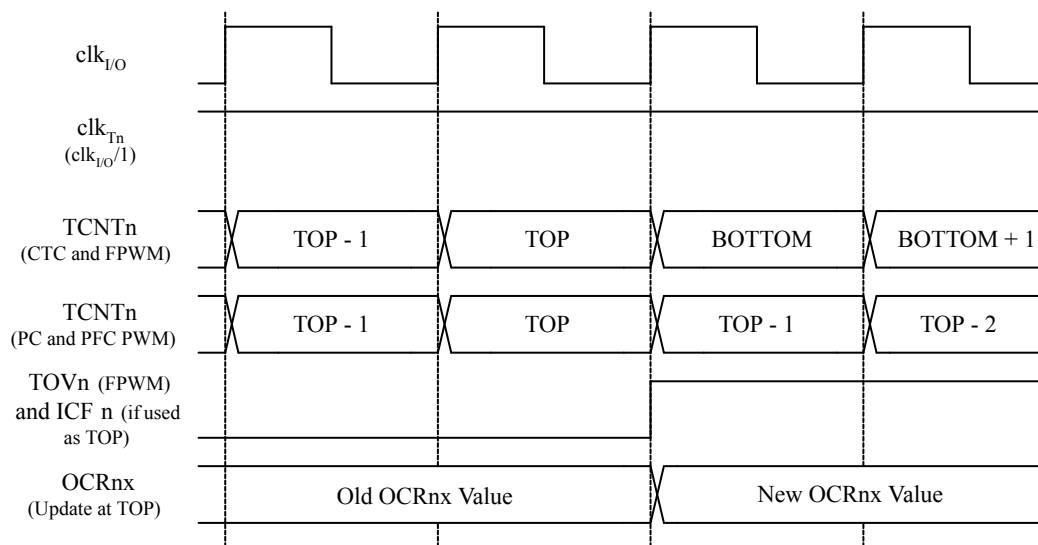 clkI/O
clkTn
(clkI/O/1)
TCNTn
(CTC and FPWM)
TOP - 1
TOP
BOTTOM
BOTTOM + 1
TCNTn
(PC and PFC PWM)
TOP - 1
TOP
TOP - 1
TOP - 2
TOVn (FPWM)
and ICF n (if used
as TOP)
OCRnx
(Update at TOP)
Old OCRnx Value
New OCRnx Value